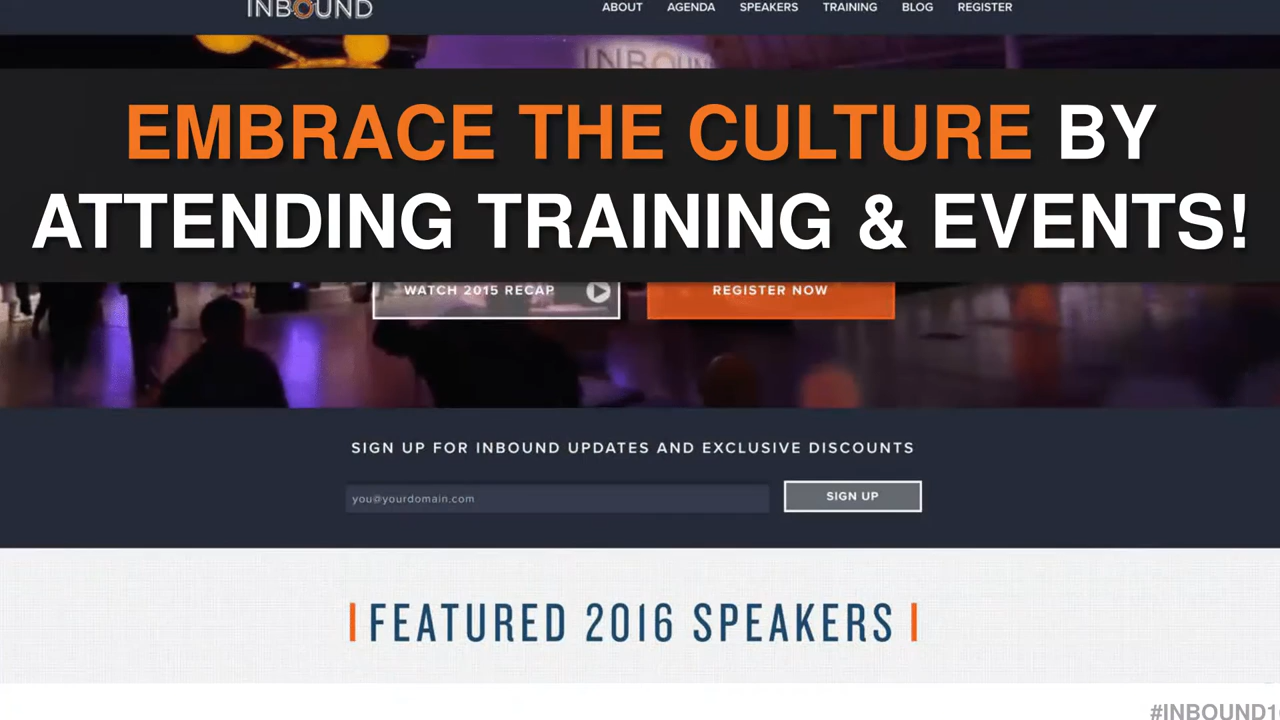 INBOUND
ABOUT AGENDA SPEAKERS TRAINING BLOG REGISTER
INBOUN
EMBRACE THE CULTURE BY
ATTENDING TRAINING & EVENTS!
WATCH 2015 RECAP
REGISTER NOW
SIGN UP FOR INBOUND UPDATES AND EXCLUSIVE DISCOUNTS
you@yourdomain.com
SIGN UP
FEATURED 2016 SPEAKERS
#INBOUND1